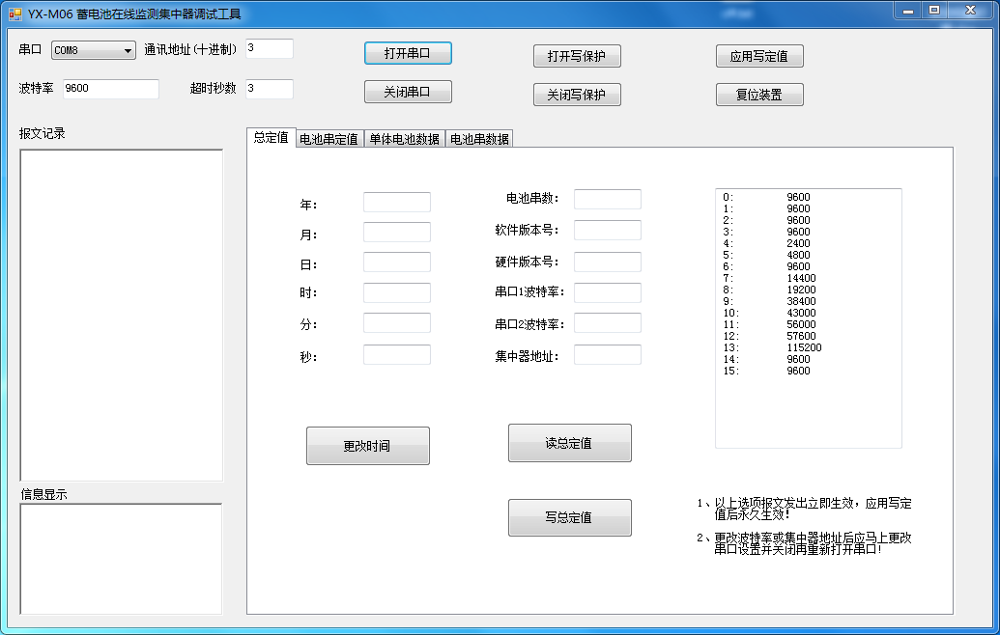 YX-M06 蓄电池在线监测集中器调试工具
串口 COM8 通讯地址(十进制) 3 打开串口 打开写保护 应用写定值
波特率 9600 超时秒数 3 关闭串口 关闭写保护 复位装置
报文记录
总定值 电池串定值 单体电池数据 电池串数据
年:
月:
日:
时:
分:
秒:
电池串数:
软件版本号:
硬件版本号:
串口1波特率:
串口2波特率:
集中器地址:
0: 9600
1: 9600
2: 9600
3: 9600
4: 2400
5: 4800
6: 9600
7: 14400
8: 19200
9: 38400
10: 43000
11: 56000
12: 57600
13: 115200
14: 9600
15: 9600
更改时间
读总定值
写总定值
1、以上选项报文发出立即生效，应用写定
值后永久生效!
2、更改波特率或集中器地址后应马上更改
串口设置并关闭再重新打开串口!
信息显示